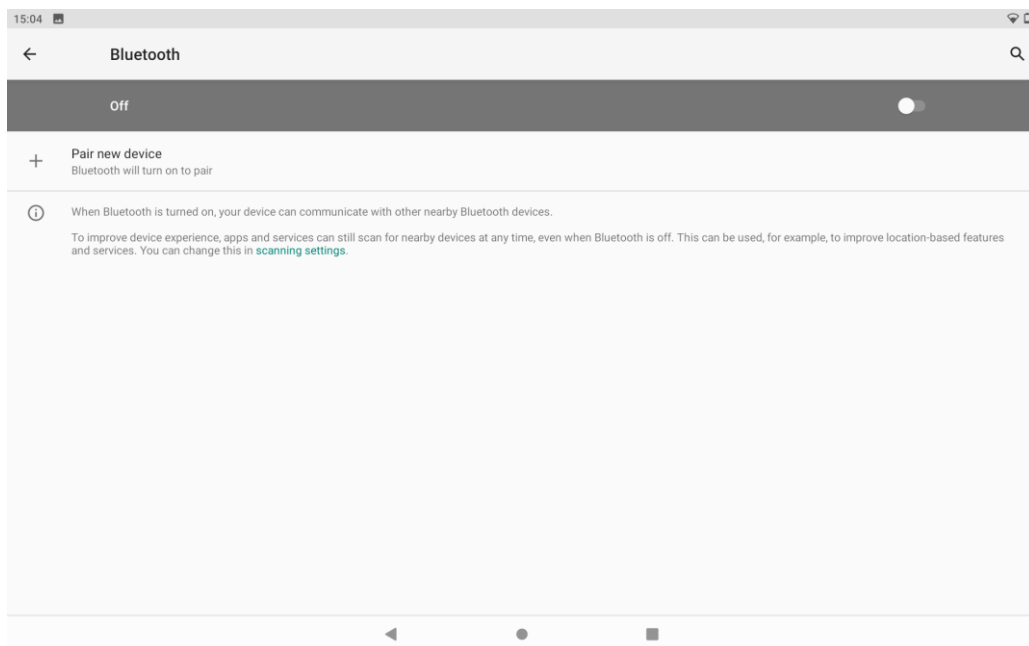 15:04
Bluetooth
Off
Pair new device
Bluetooth will turn on to pair
When Bluetooth is turned on, your device can communicate with other nearby Bluetooth devices.
To improve device experience, apps and services can still scan for nearby devices at any time, even when Bluetooth is off. This can be used, for example, to improve location-based features
and services. You can change this in scanning settings.